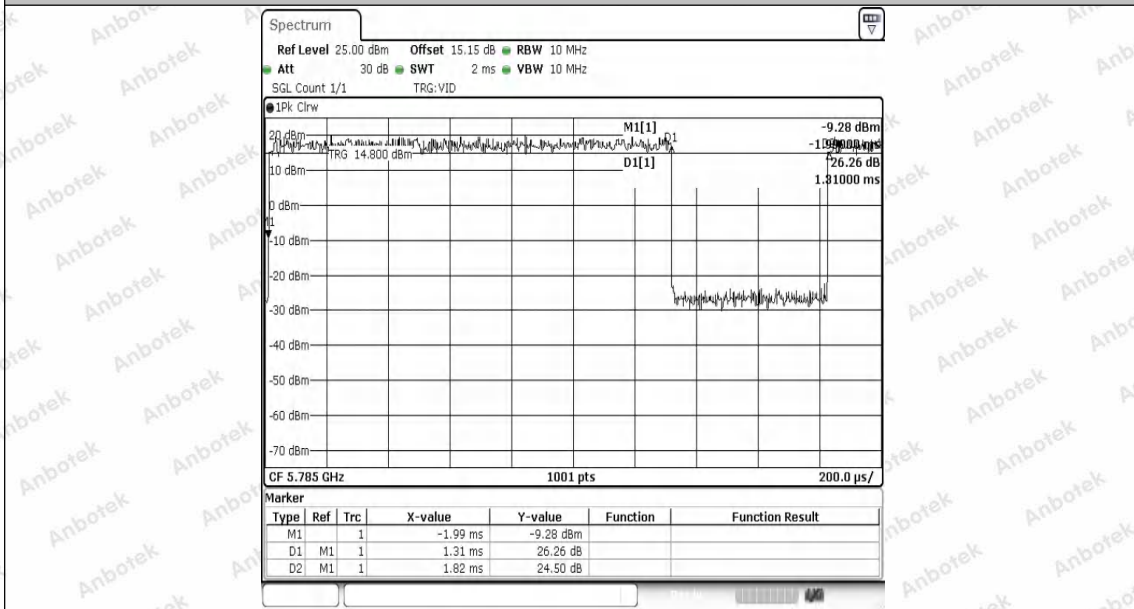 Spectrum
Ref Level 25.00 dBm Offset 15.15 dB RBW 10 MHz
Att 30 dB SWT 2 ms VBW 10 MHz
SGL Count 1/1 TRG:VID
1Pk Clrw
M1[1] -9.28 dBm
20 dBm
D1
TRG 14.800 dBm
D1[1] 26.26 dB
10 dBm
1.31000 ms
0 dBm
M1
-10 dBm
-20 dBm
-30 dBm
-40 dBm
-50 dBm
-60 dBm
-70 dBm
CF 5.785 GHz 1001 pts 200.0 µs/
Marker
Type Ref Trc X-value Y-value Function Function Result
M1 1 -1.99 ms -9.28 dBm
D1 M1 1 1.31 ms 26.26 dB
D2 M1 1 1.82 ms 24.50 dB
Anbotek